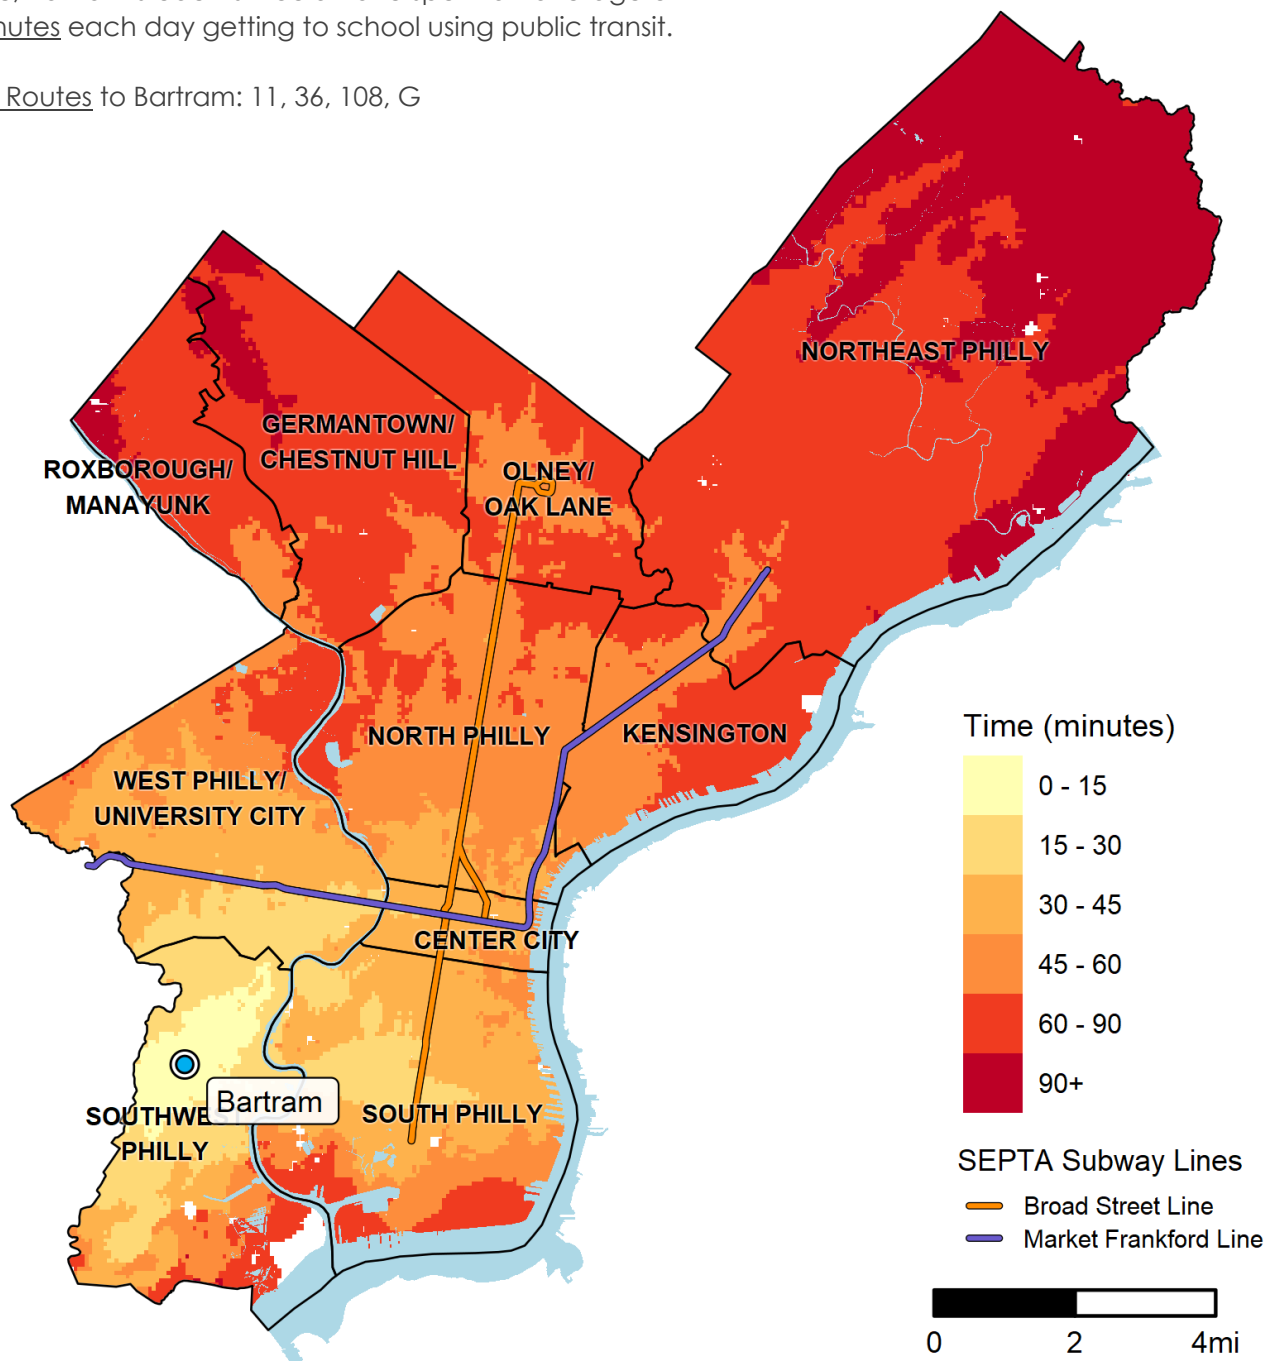 each day getting to school using public transit.
Routes to Bartram: 11, 36, 108, G
NORTHEAST PHILLY
GERMANTOWN/
CHESTNUT HILL
ROXBOROUGH/
MANAYUNK
OLNEY/
OAK LANE
NORTH PHILLY
KENSINGTON
WEST PHILLY/
UNIVERSITY CITY
CENTER CITY
Bartram
SOUTHWEST
PHILLY
SOUTH PHILLY
Time (minutes)
0 - 15
15 - 30
30 - 45
45 - 60
60 - 90
90+
SEPTA Subway Lines
Broad Street Line
Market Frankford Line
0 2 4mi